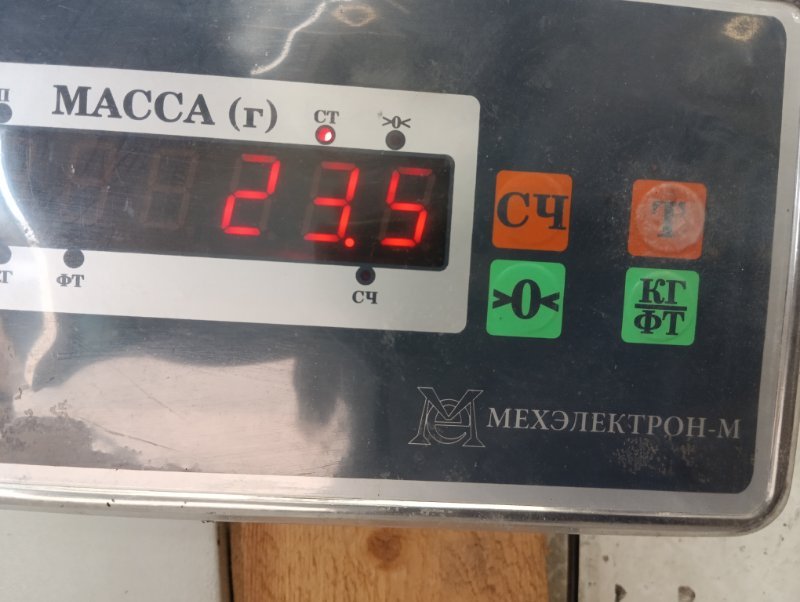 МАССА (г)
СТ
>0<
23.5
ФТ
СЧ
СЧ
Т
>0<
КГ
ФТ
МЕХЭЛЕКТРОН-М